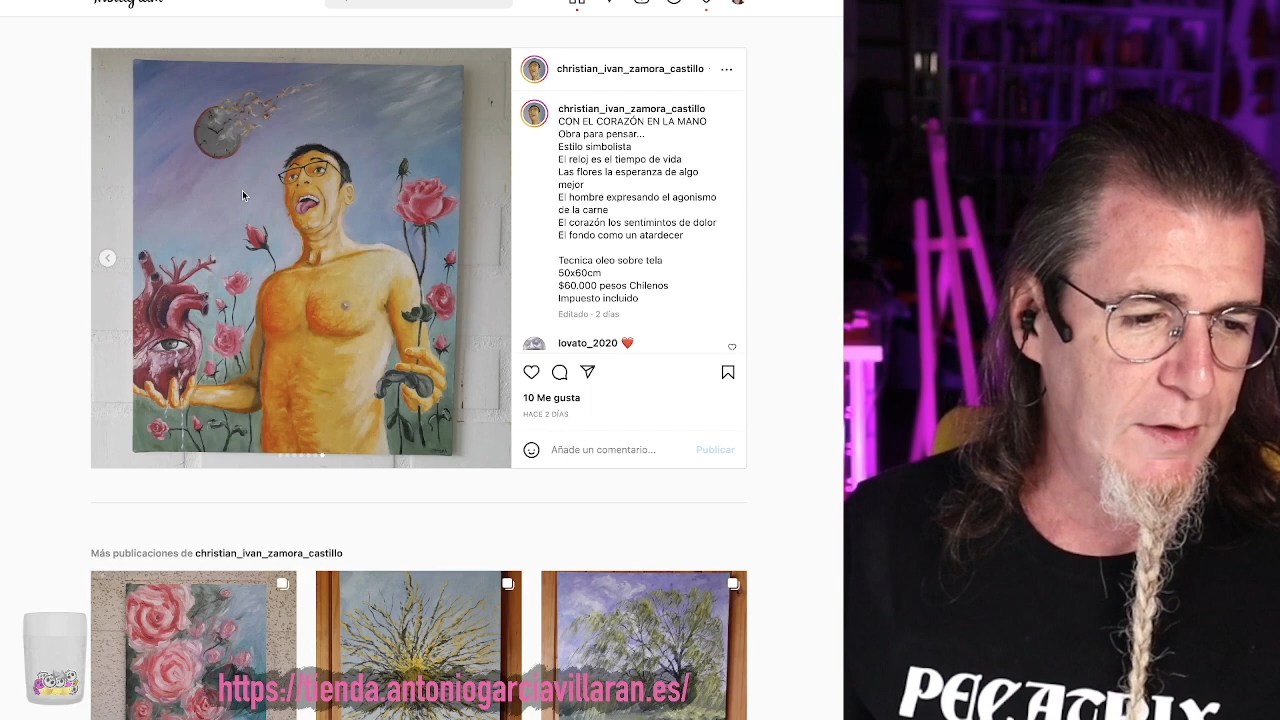 Instagram
christian_ivan_zamora_castillo ·
christian_ivan_zamora_castillo
CON EL CORAZÓN EN LA MANO
Obra para pensar...
Estilo simbolista
El reloj es el tiempo de vida
Las flores la esperanza de algo
mejor
El hombre expresando el agonismo
de la carne
El corazón los sentimintos de dolor
El fondo como un atardecer
Tecnica oleo sobre tela
50x60cm
$60.000 pesos Chilenos
Impuesto incluido
Editado · 2 días
lovato_2020 ❤️
10 Me gusta
HACE 2 DÍAS
Añade un comentario...
Publicar
Más publicaciones de christian_ivan_zamora_castillo
https://tienda.antoniogarciavillaran.es/
PECATRIX